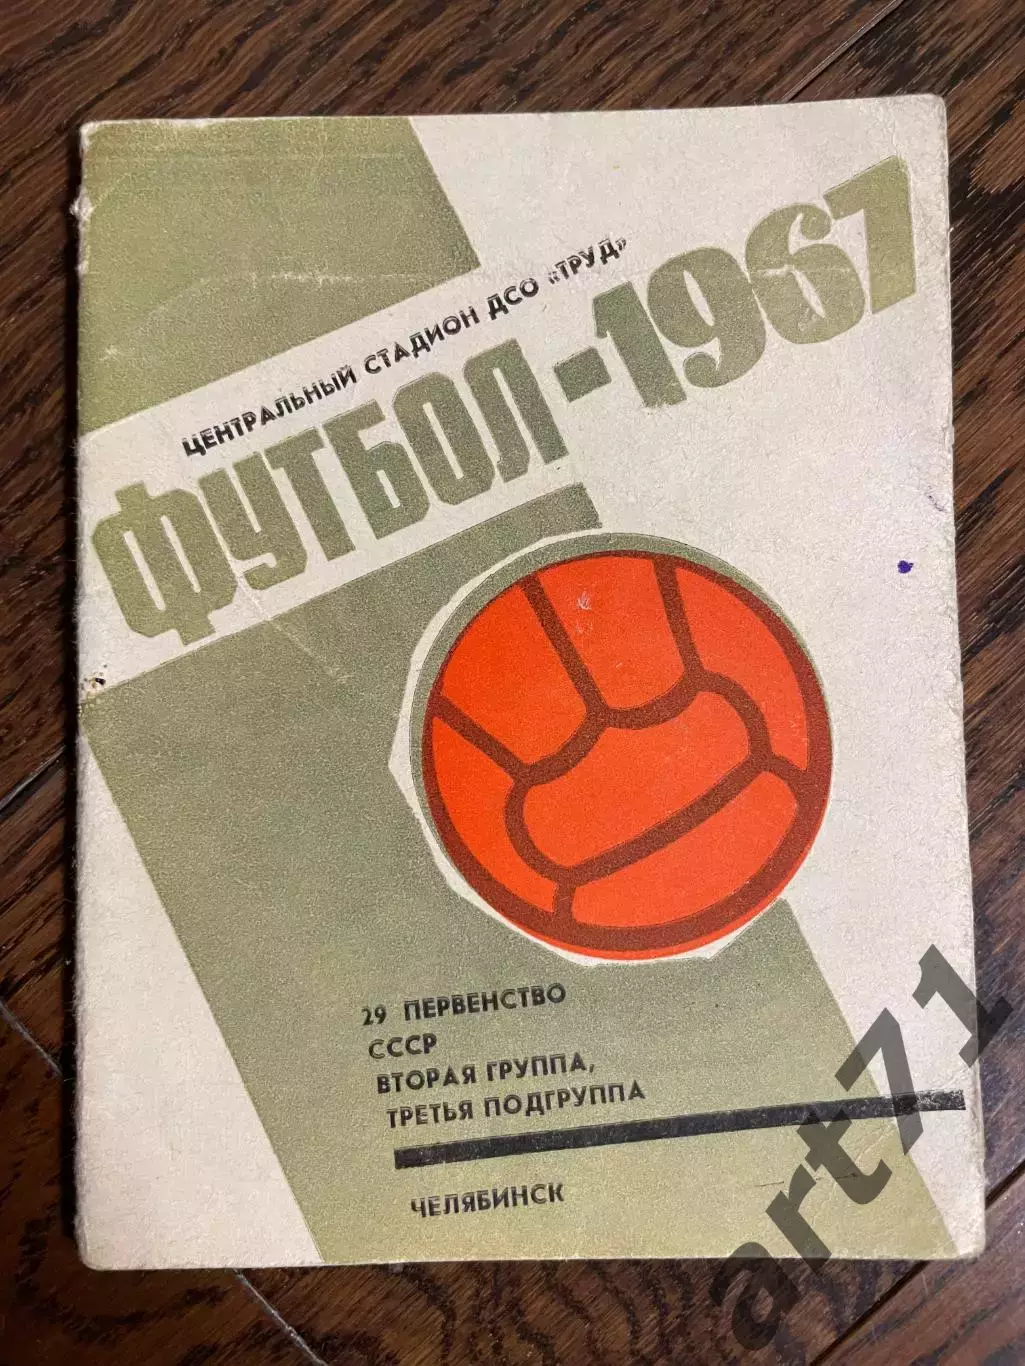 ЦЕНТРАЛЬНЫЙ СТАДИОН ДСО «ТРУД»
ФУТБОЛ-1967
29 ПЕРВЕНСТВО
СССР
ВТОРАЯ ГРУППА,
ТРЕТЬЯ ПОДГРУППА
ЧЕЛЯБИНСК
art71